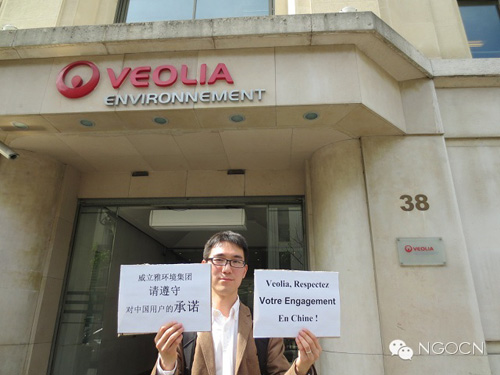 VEOLIA
ENVIRONNEMENT
38
VEOLIA
威立雅环境集团
请遵守
对中国用户的承诺
Veolia, Respectez
Votre Engagement
En Chine !
NGOCN